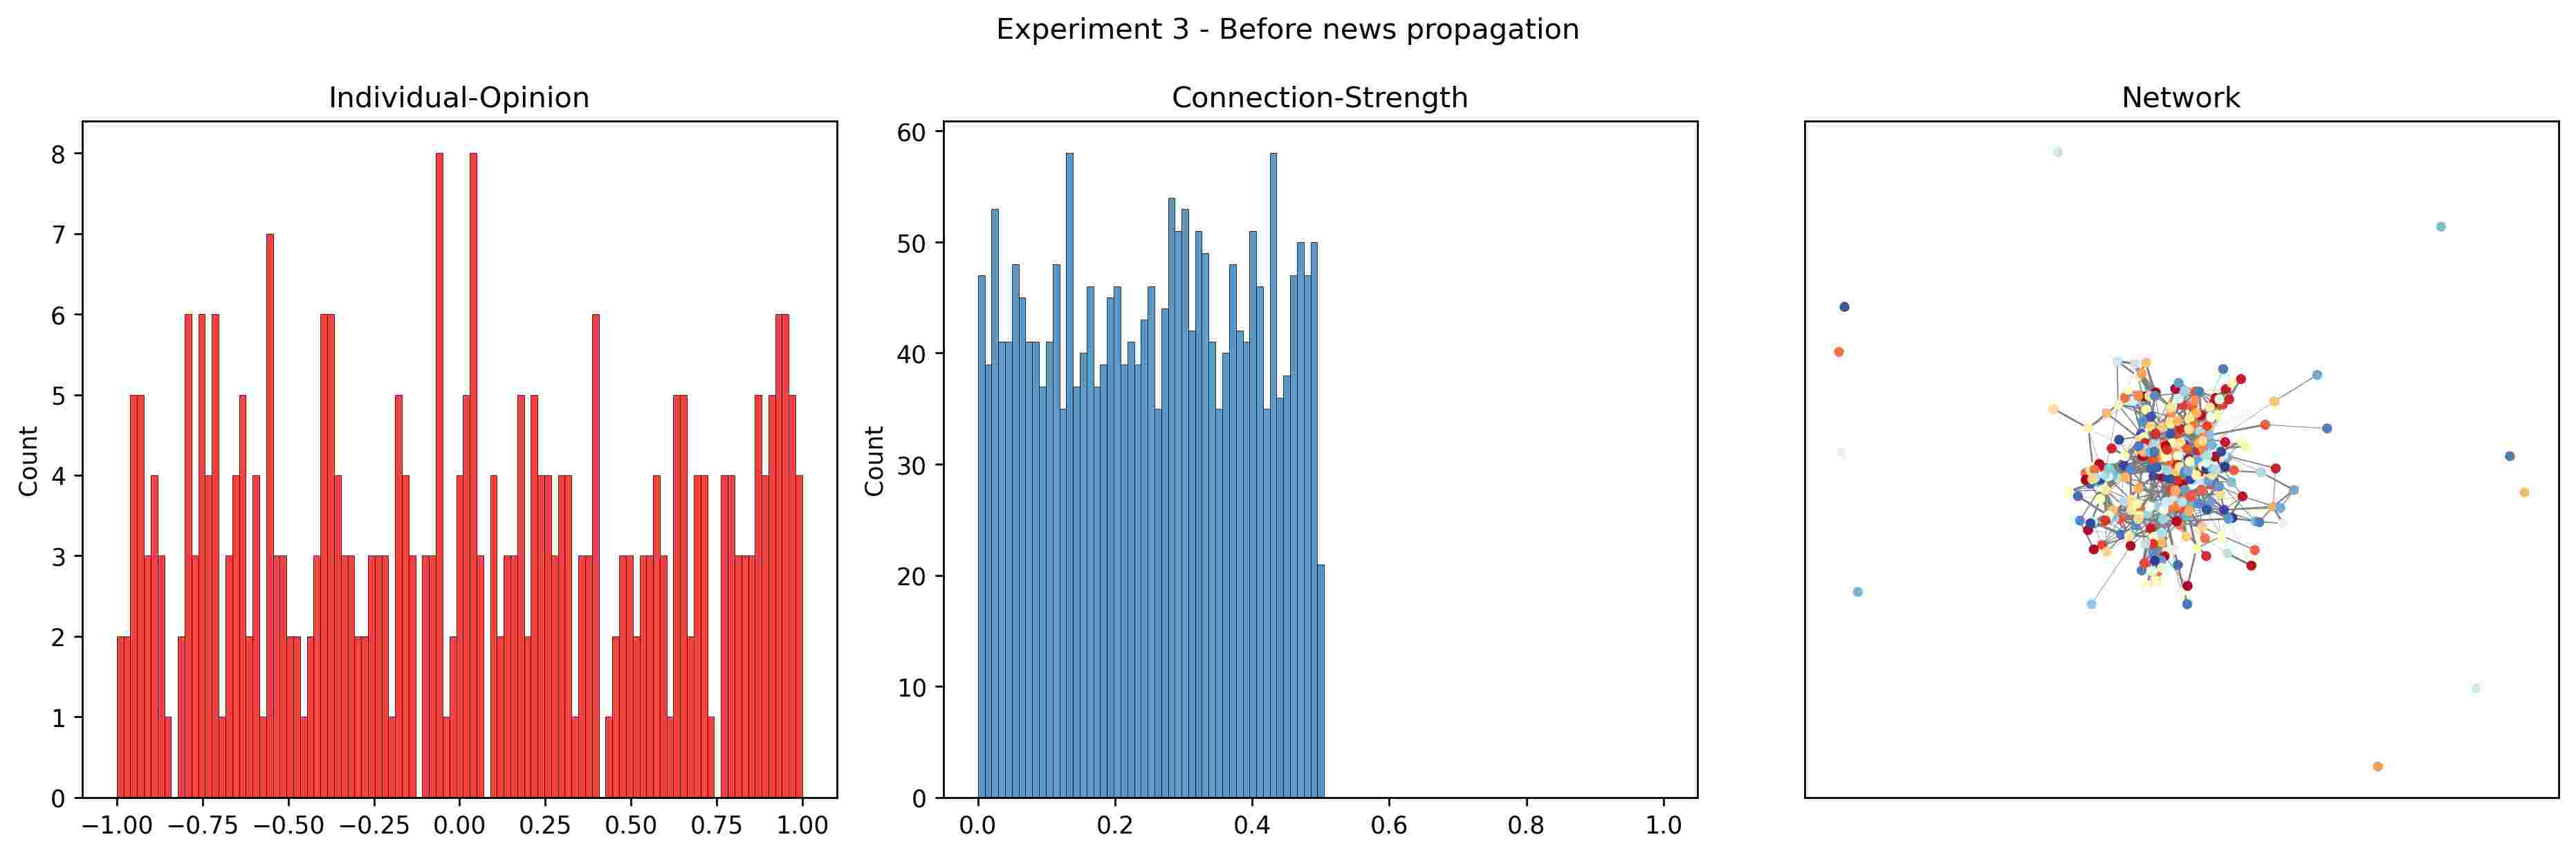 Experiment 3 - Before news propagation
Individual-Opinion
Count
8
7
6
5
4
3
2
1
0
−1.00 −0.75 −0.50 −0.25 0.00 0.25 0.50 0.75 1.00
Connection-Strength
Count
60
50
40
30
20
10
0
0.0 0.2 0.4 0.6 0.8 1.0
Network